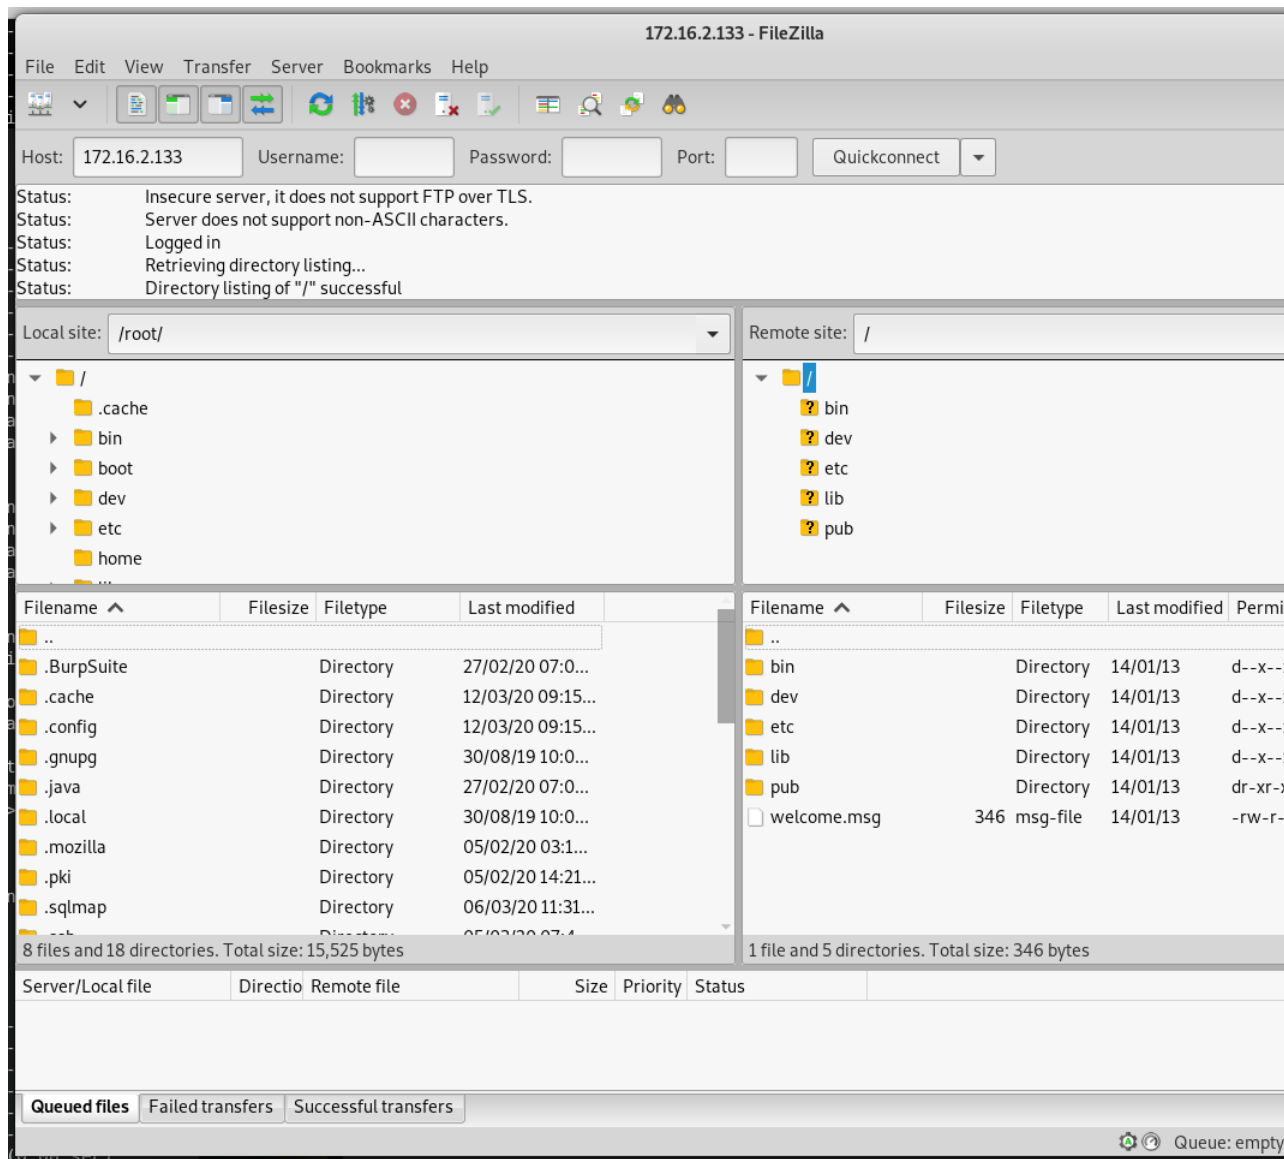 172.16.2.133 - FileZilla
File Edit View Transfer Server Bookmarks Help
Host: 172.16.2.133 Username: Password: Port: Quickconnect
Status: Insecure server, it does not support FTP over TLS.
Status: Server does not support non-ASCII characters.
Status: Logged in
Status: Retrieving directory listing...
Status: Directory listing of "/" successful
Local site: /root/
/
.cache
bin
boot
dev
etc
home
Remote site: /
/
bin
dev
etc
lib
pub
Filename Filesize Filetype Last modified
..
.BurpSuite Directory 27/02/20 07:0...
.cache Directory 12/03/20 09:15...
.config Directory 12/03/20 09:15...
.gnupg Directory 30/08/19 10:0...
.java Directory 27/02/20 07:0...
.local Directory 30/08/19 10:0...
.mozilla Directory 05/02/20 03:1...
.pki Directory 05/02/20 14:21...
.sqlmap Directory 06/03/20 11:31...
8 files and 18 directories. Total size: 15,525 bytes
Filename Filesize Filetype Last modified Permi
..
bin Directory 14/01/13 d--x--
dev Directory 14/01/13 d--x--
etc Directory 14/01/13 d--x--
lib Directory 14/01/13 d--x--
pub Directory 14/01/13 dr-xr-x
welcome.msg 346 msg-file 14/01/13 -rw-r-
1 file and 5 directories. Total size: 346 bytes
Server/Local file Directio Remote file Size Priority Status
Queued files Failed transfers Successful transfers
Queue: empty